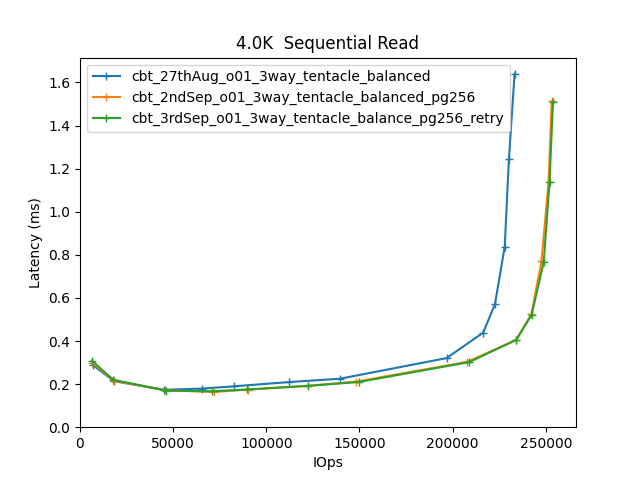 4.0K  Sequential Read
cbt_27thAug_o01_3way_tentacle_balanced
cbt_2ndSep_o01_3way_tentacle_balanced_pg256
cbt_3rdSep_o01_3way_tentacle_balance_pg256_retry
Latency (ms)
1.6
1.4
1.2
1.0
0.8
0.6
0.4
0.2
0.0
0 50000 100000 150000 200000 250000
IOps